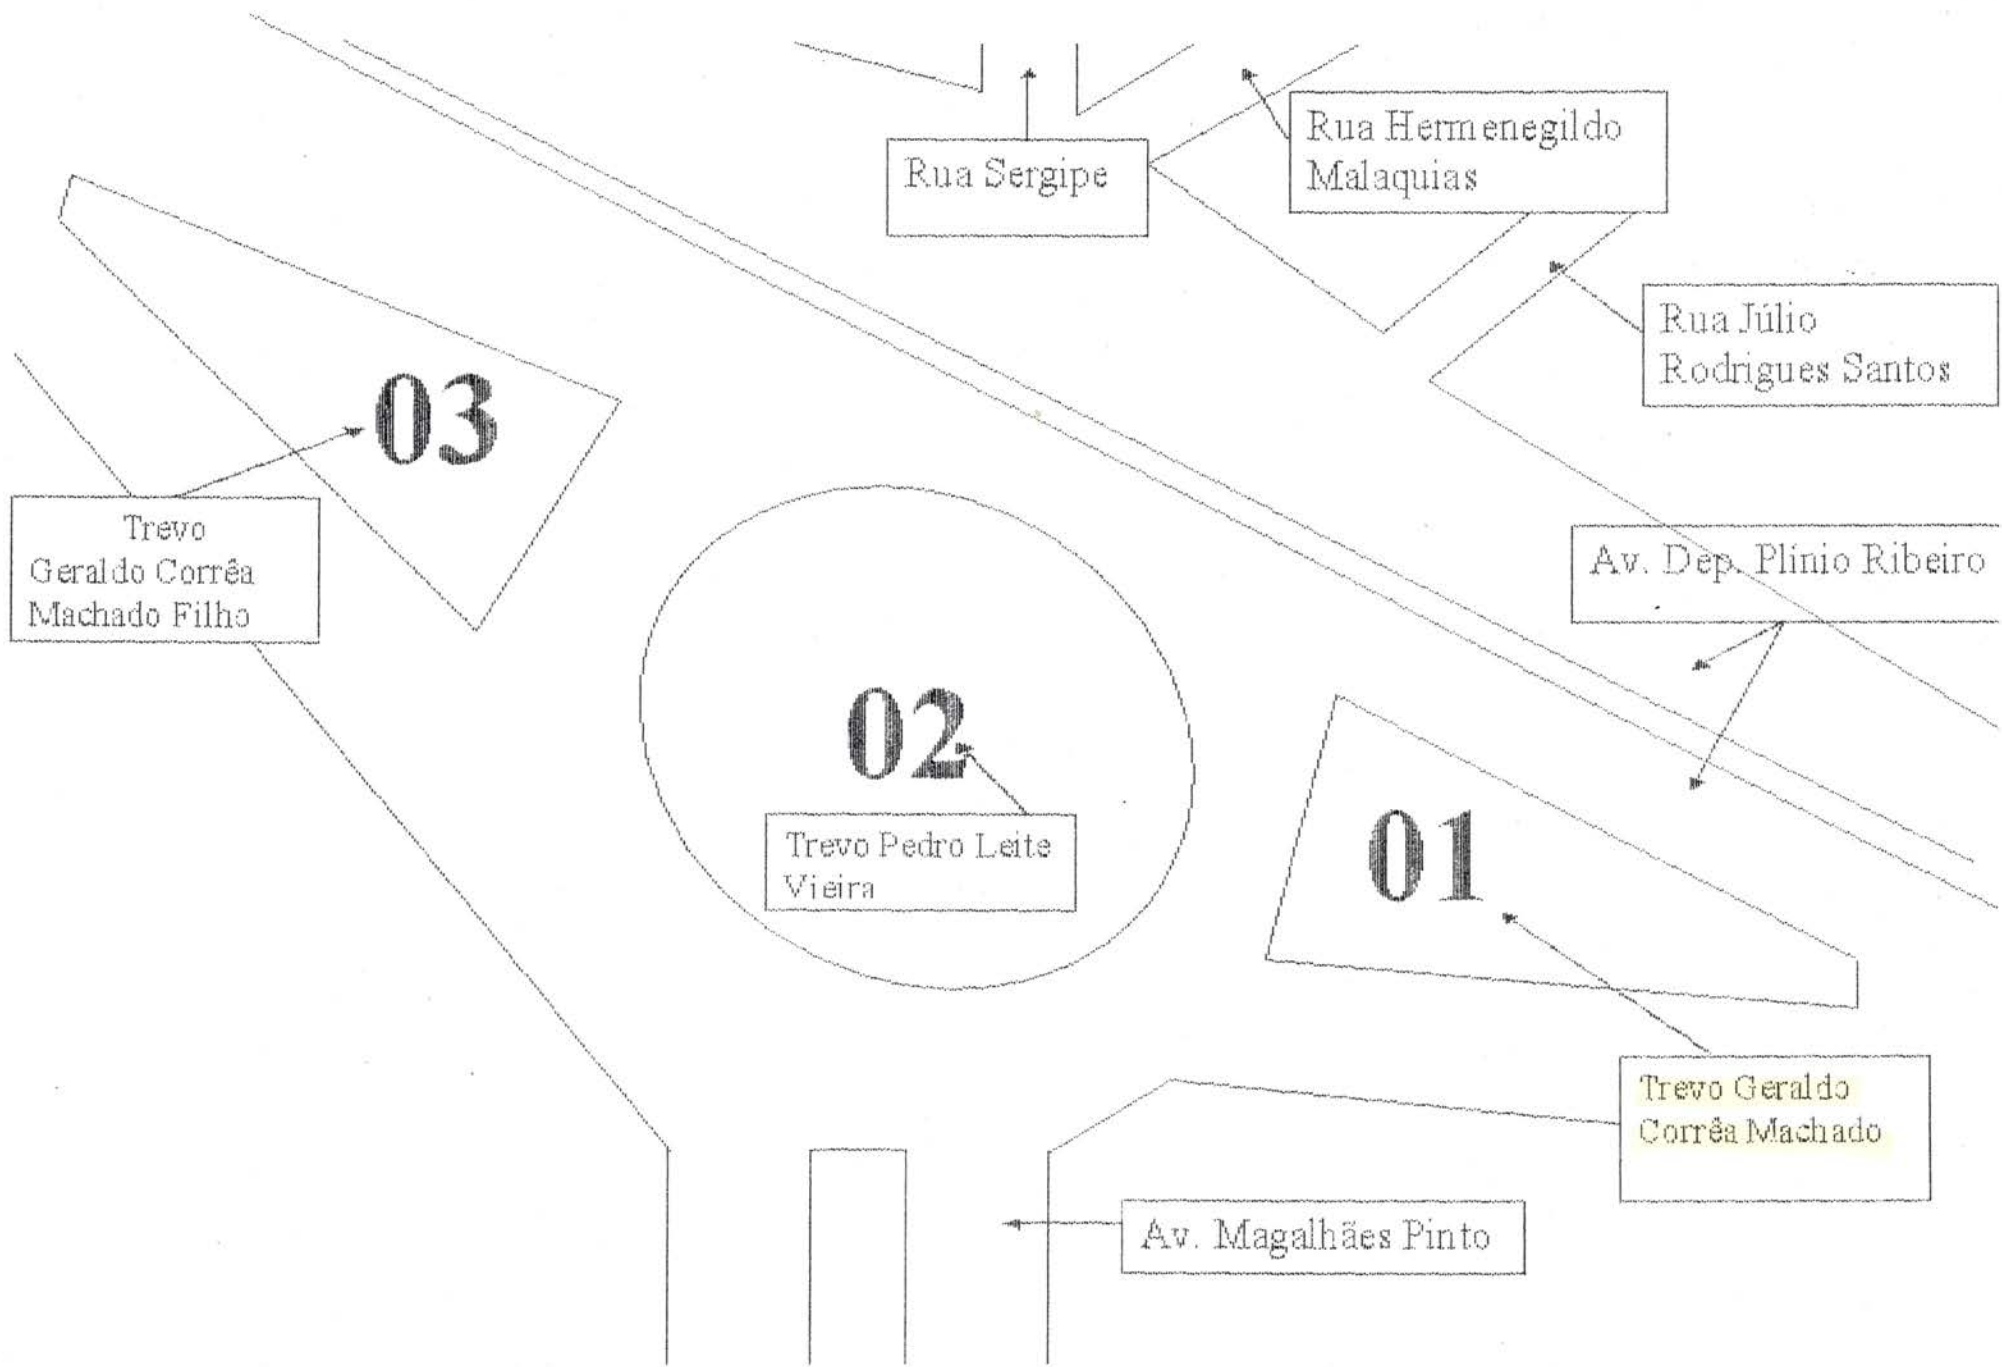 Rua Sergipe
Rua Hermenegildo
Malaquias
Rua Júlio
Rodrigues Santos
03
Trevo
Geraldo Corrêa
Machado Filho
Av. Dep. Plínio Ribeiro
02
Trevo Pedro Leite
Vieira
01
Trevo Geraldo
Corrêa Machado
Av. Magalhães Pinto